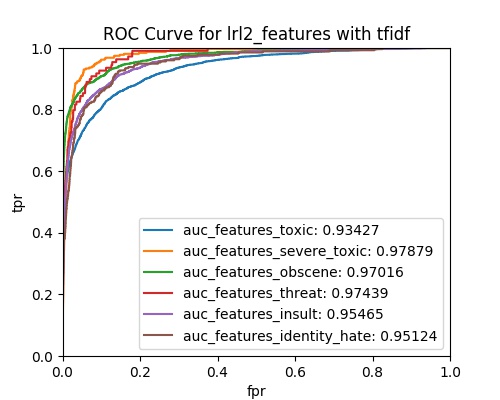 ROC Curve for lrl2_features with tfidf
1.0
0.8
0.6
0.4
0.2
0.0
tpr
auc_features_toxic: 0.93427
auc_features_severe_toxic: 0.97879
auc_features_obscene: 0.97016
auc_features_threat: 0.97439
auc_features_insult: 0.95465
auc_features_identity_hate: 0.95124
0.0 0.2 0.4 0.6 0.8 1.0
fpr